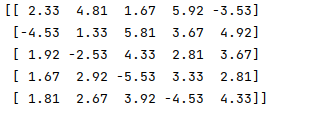 [[ 2.33  4.81  1.67  5.92 -3.53]
 [-4.53  1.33  5.81  3.67  4.92]
 [ 1.92 -2.53  4.33  2.81  3.67]
 [ 1.67  2.92 -5.53  3.33  2.81]
 [ 1.81  2.67  3.92 -4.53  4.33]]